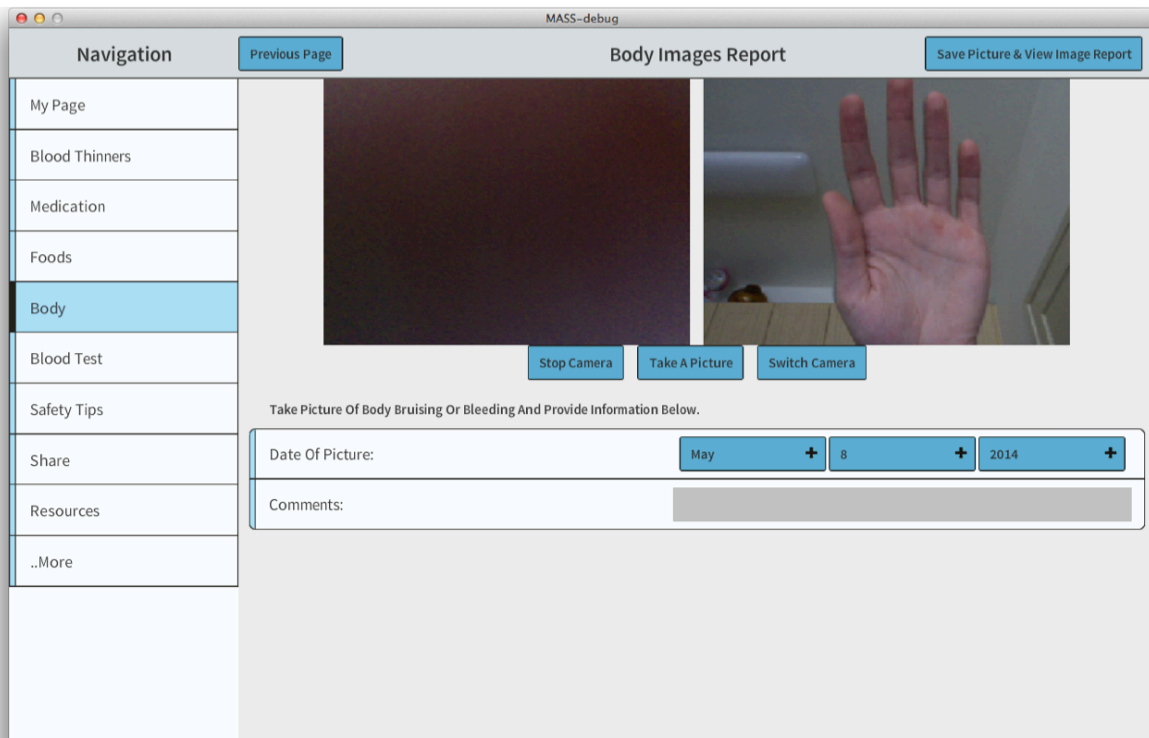 MASS-debug
Navigation
Previous Page
Body Images Report
Save Picture & View Image Report
My Page
Blood Thinners
Medication
Foods
Body
Blood Test
Safety Tips
Share
Resources
..More
Stop Camera
Take A Picture
Switch Camera
Take Picture Of Body Bruising Or Bleeding And Provide Information Below.
Date Of Picture:
May + 8 + 2014 +
Comments: